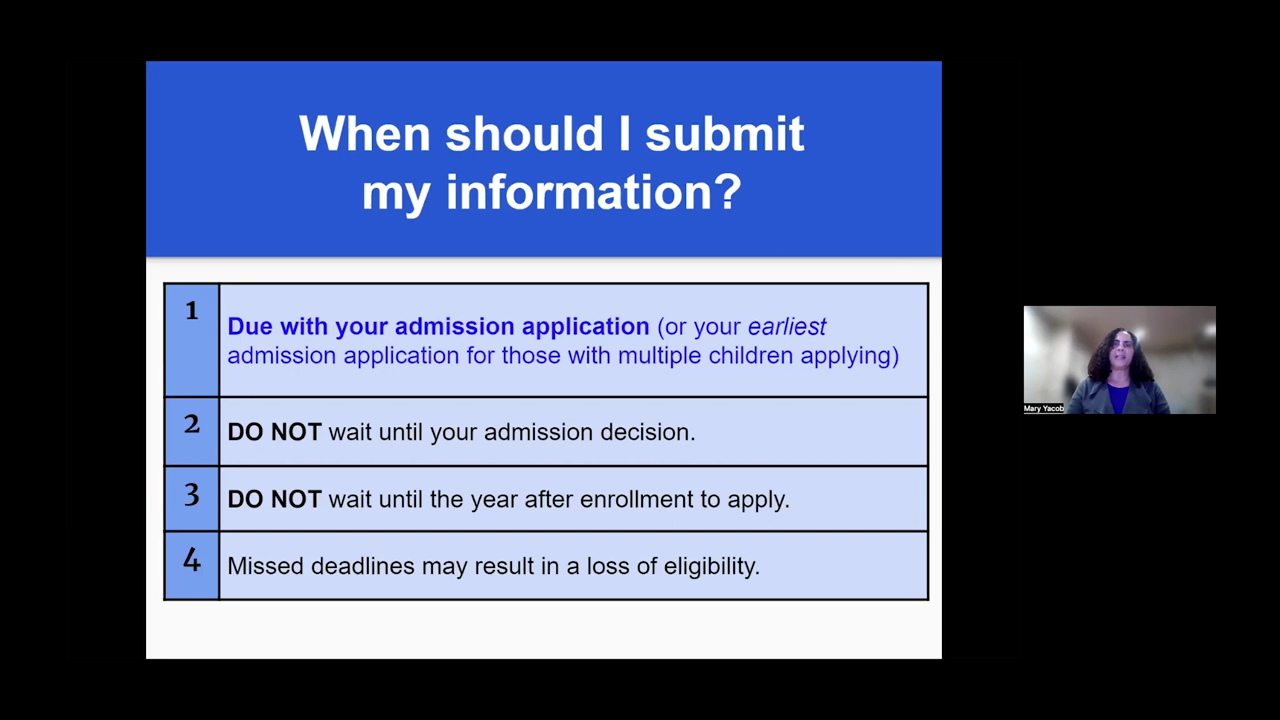 When should I submit
my information?
1
Due with your admission application (or your earliest
admission application for those with multiple children applying)
2
DO NOT wait until your admission decision.
3
DO NOT wait until the year after enrollment to apply.
4
Missed deadlines may result in a loss of eligibility.
Mary Yacob